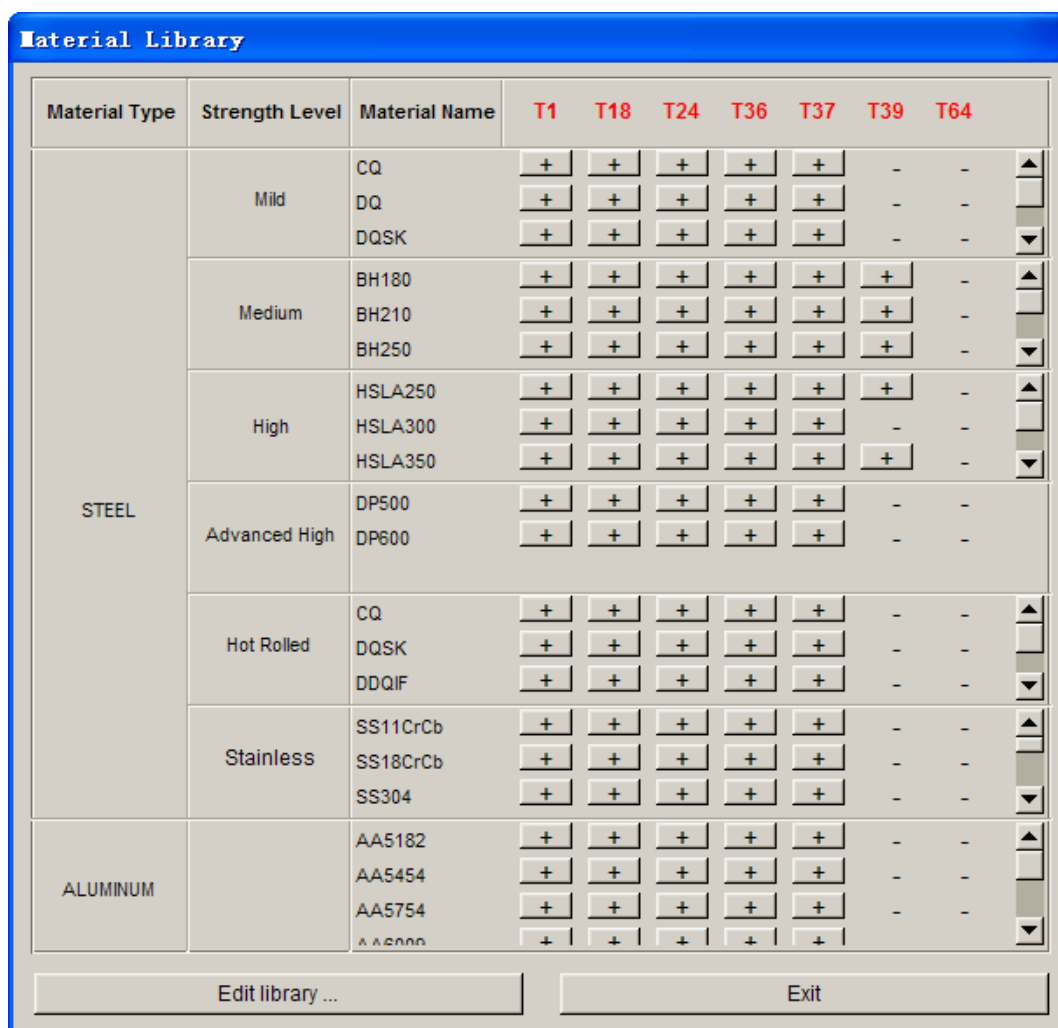 Material Library
Material Type Strength Level Material Name T1 T18 T24 T36 T37 T39 T64
STEEL
Mild
CQ + + + + + - -
DQ + + + + + - -
DQSK + + + + + - -
Medium
BH180 + + + + + + -
BH210 + + + + + + -
BH250 + + + + + + -
High
HSLA250 + + + + + + -
HSLA300 + + + + + - -
HSLA350 + + + + + + -
Advanced High
DP500 + + + + + - -
DP600 + + + + + - -
Hot Rolled
CQ + + + + + - -
DQSK + + + + + - -
DDQIF + + + + + - -
Stainless
SS11CrCb + + + + + - -
SS18CrCb + + + + + - -
SS304 + + + + + - -
ALUMINUM
AA5182 + + + + + - -
AA5454 + + + + + - -
AA5754 + + + + + - -
AA6009 + + + + +
Edit library ... Exit